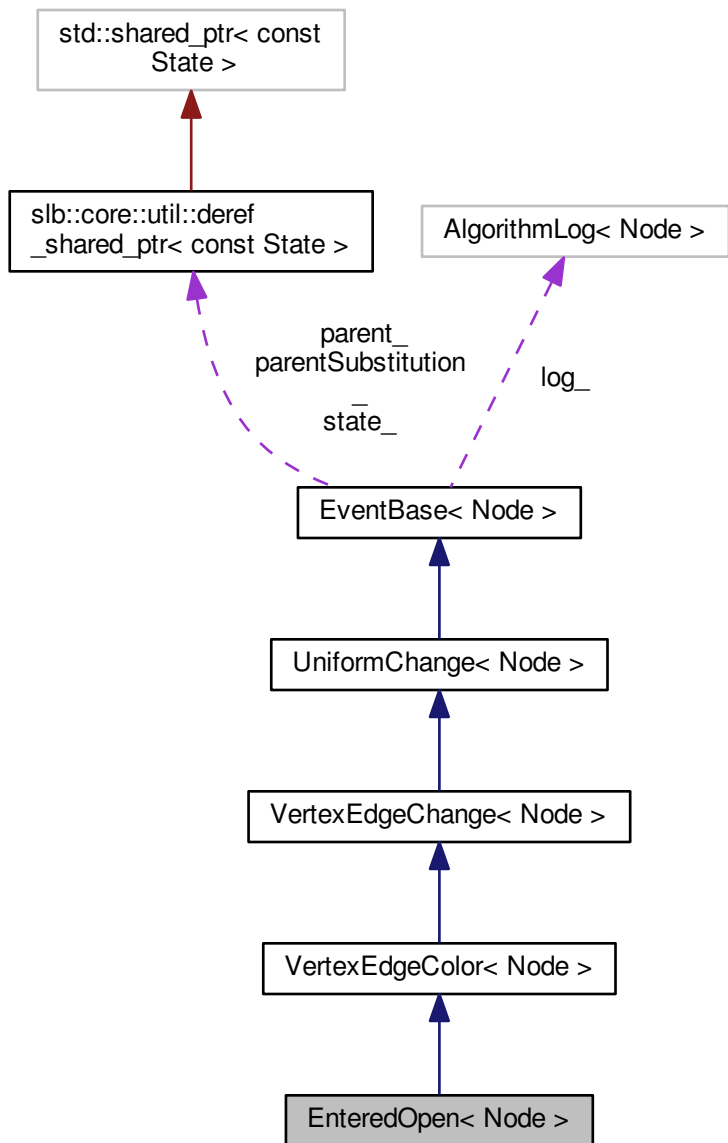 std::shared_ptr< const
State >
slb::core::util::deref
_shared_ptr< const State >
AlgorithmLog< Node >
parent_
parentSubstitution
_
state_
log_
EventBase< Node >
UniformChange< Node >
VertexEdgeChange< Node >
VertexEdgeColor< Node >
EnteredOpen< Node >